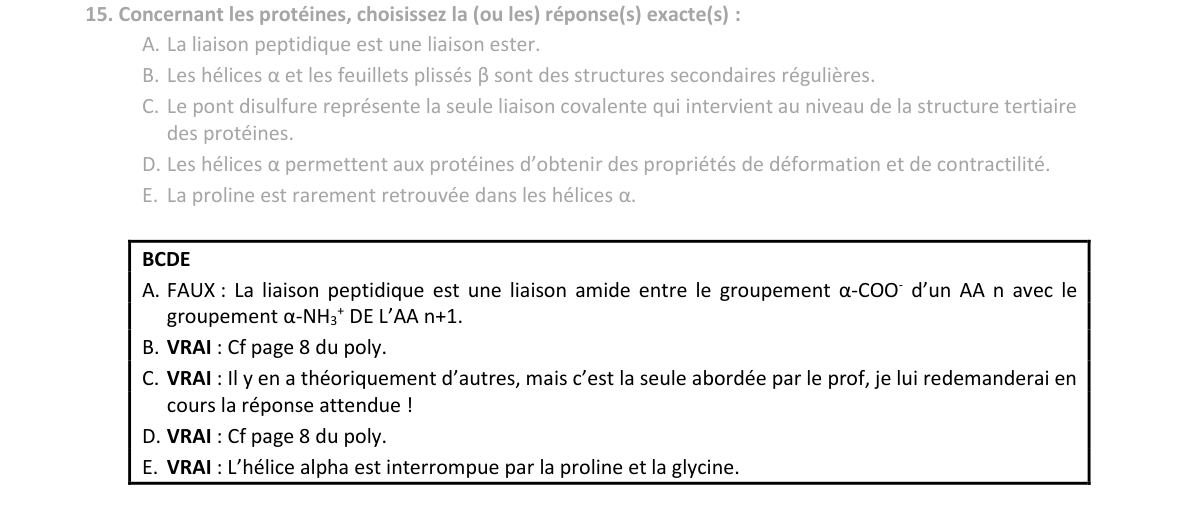 15. Concernant les protéines, choisissez la (ou les) réponse(s) exacte(s) :
A. La liaison peptidique est une liaison ester.
B. Les hélices α et les feuillets plissés β sont des structures secondaires régulières.
C. Le pont disulfure représente la seule liaison covalente qui intervient au niveau de la structure tertiaire
des protéines.
D. Les hélices α permettent aux protéines d’obtenir des propriétés de déformation et de contractilité.
E. La proline est rarement retrouvée dans les hélices α.
BCDE
A. FAUX : La liaison peptidique est une liaison amide entre le groupement α-COO⁻ d’un AA n avec le
groupement α-NH₃⁺ DE L’AA n+1.
B. VRAI : Cf page 8 du poly.
C. VRAI : Il y en a théoriquement d’autres, mais c’est la seule abordée par le prof, je lui redemanderai en
cours la réponse attendue !
D. VRAI : Cf page 8 du poly.
E. VRAI : L’hélice alpha est interrompue par la proline et la glycine.